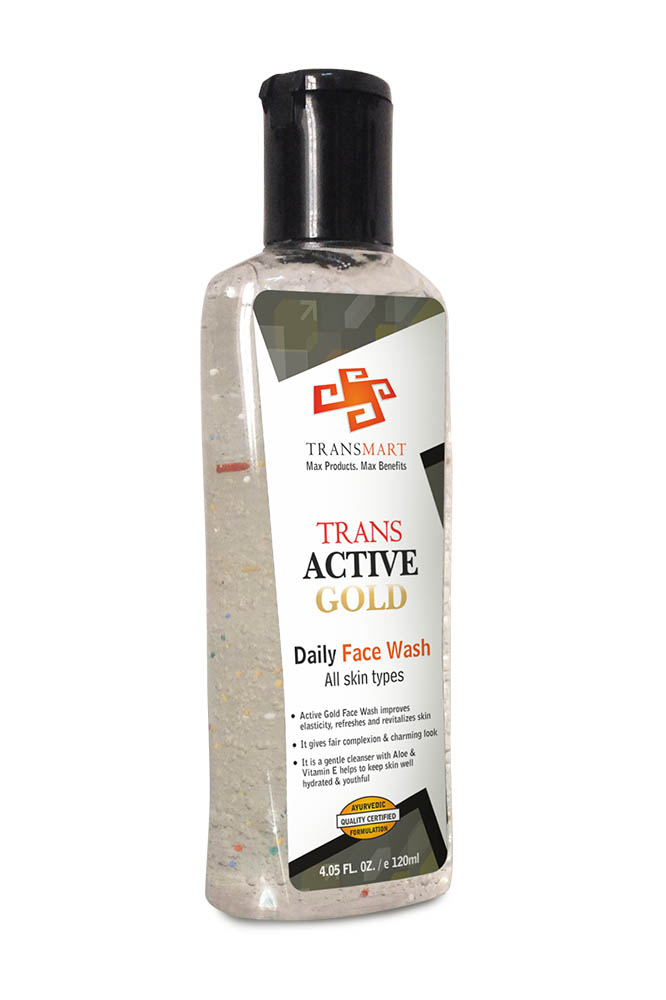 TRANSMART
Max Products. Max Benefits
TRANS
ACTIVE
GOLD
Daily Face Wash
All skin types
• Active Gold Face Wash improves
elasticity, refreshes and revitalizes skin
• It gives fair complexion & charming look
• It is a gentle cleanser with Aloe &
Vitamin E helps to keep skin well
hydrated & youthful
AYURVEDIC
QUALITY CERTIFIED
FORMULATION
4.05 FL. OZ. / e 120ml